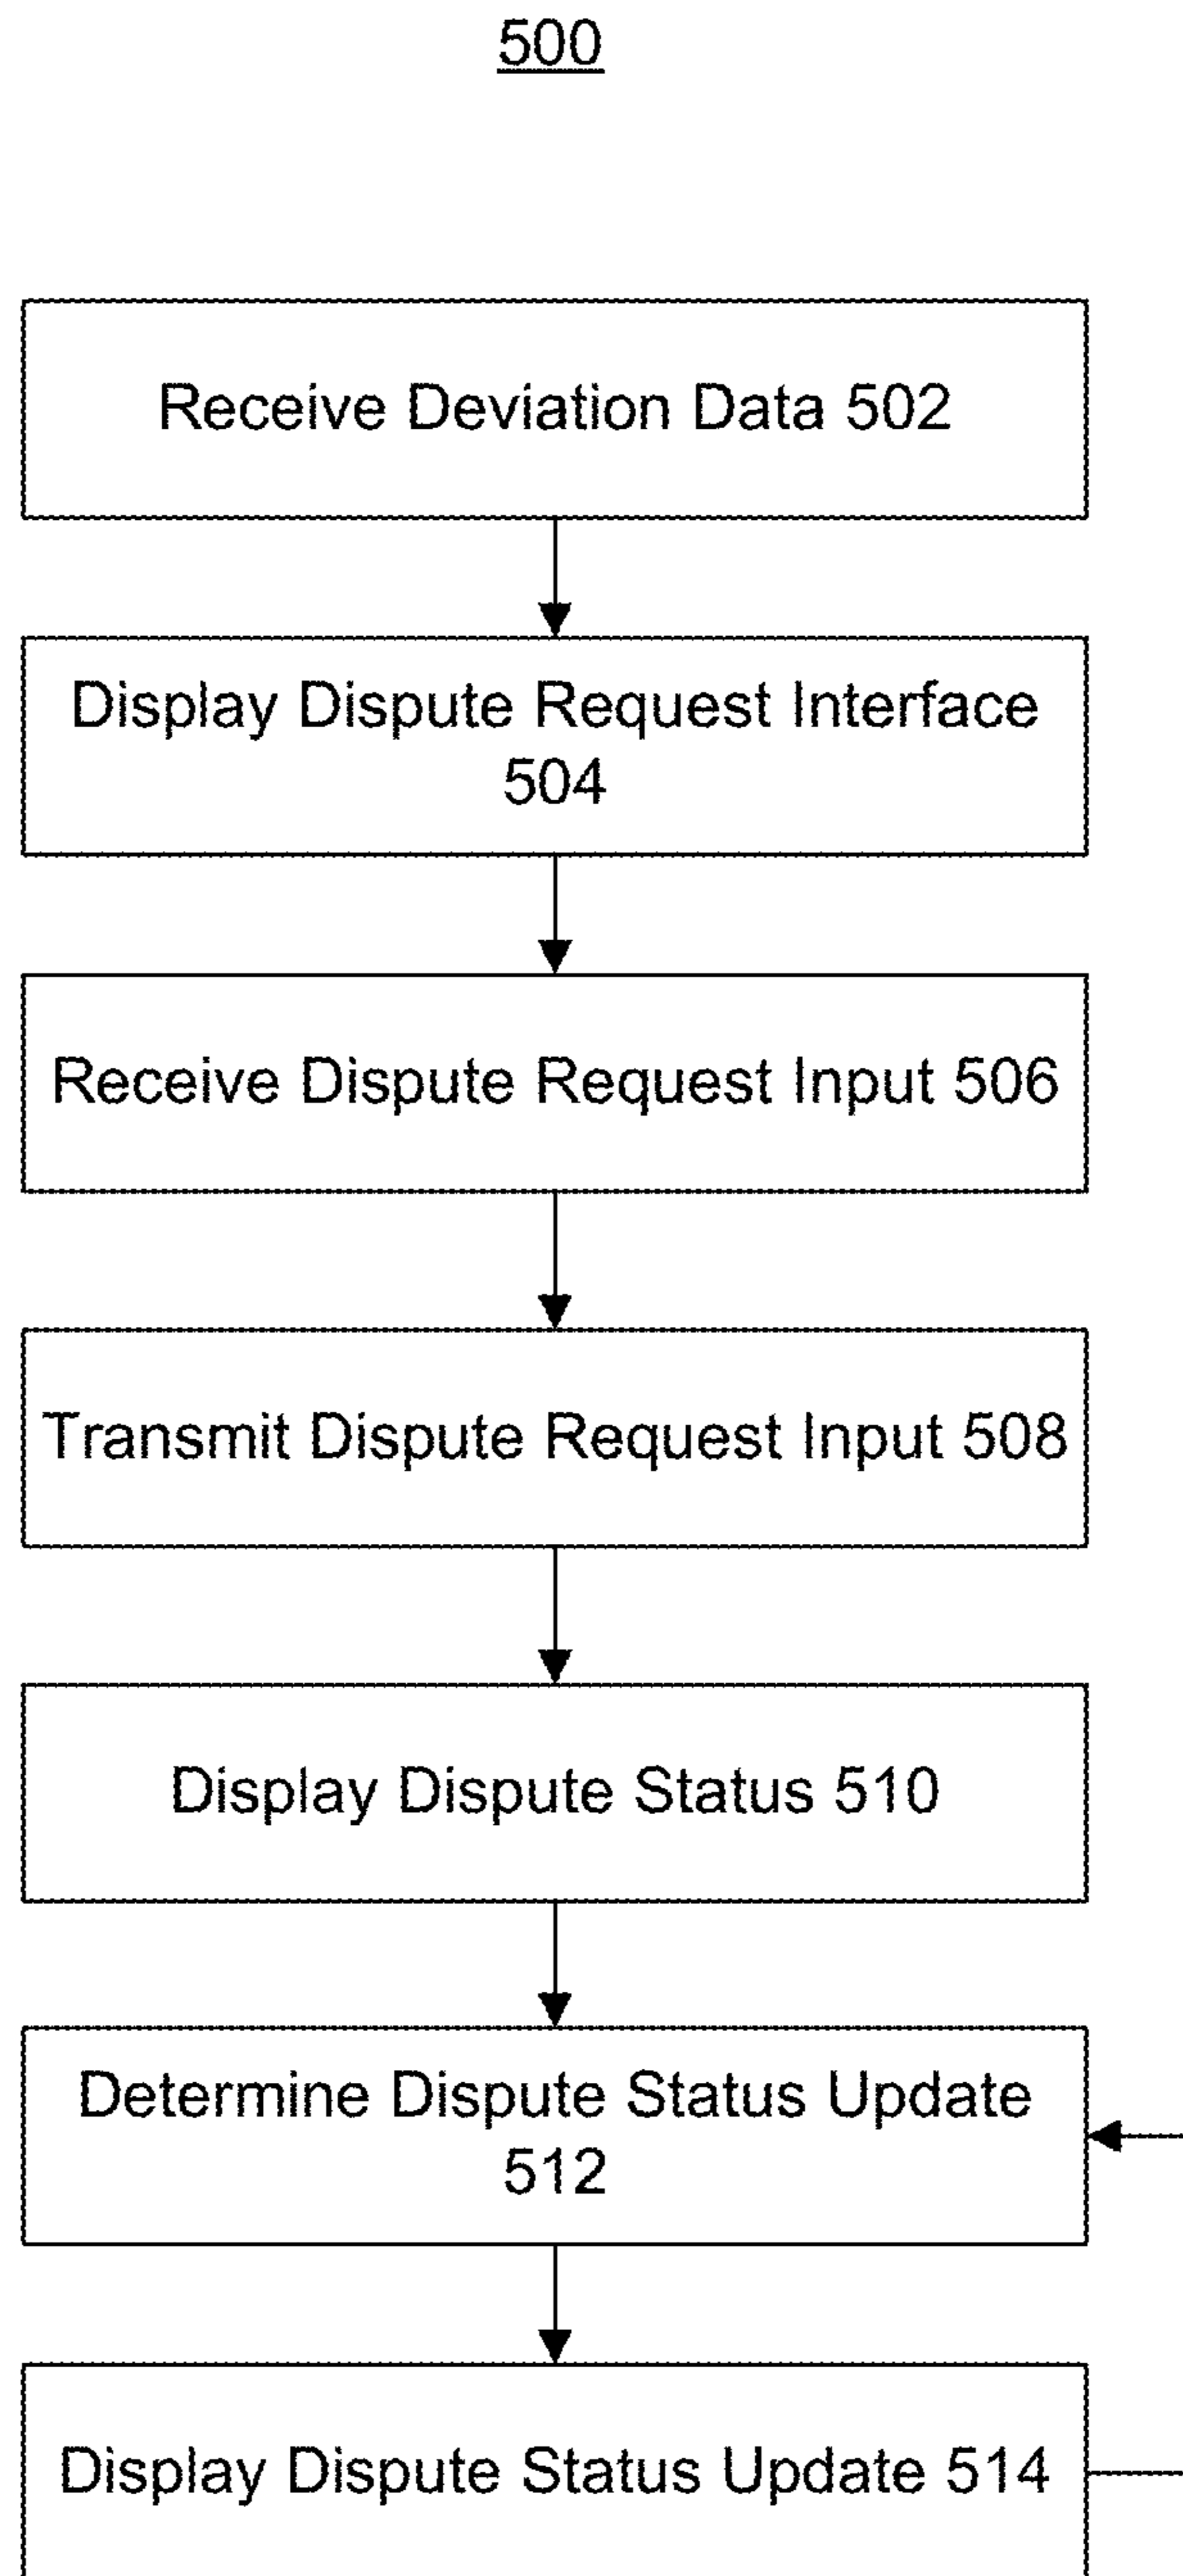 500
Receive Deviation Data 502
Display Dispute Request Interface
504
Receive Dispute Request Input 506
Transmit Dispute Request Input 508
Display Dispute Status 510
Determine Dispute Status Update
512
Display Dispute Status Update 514